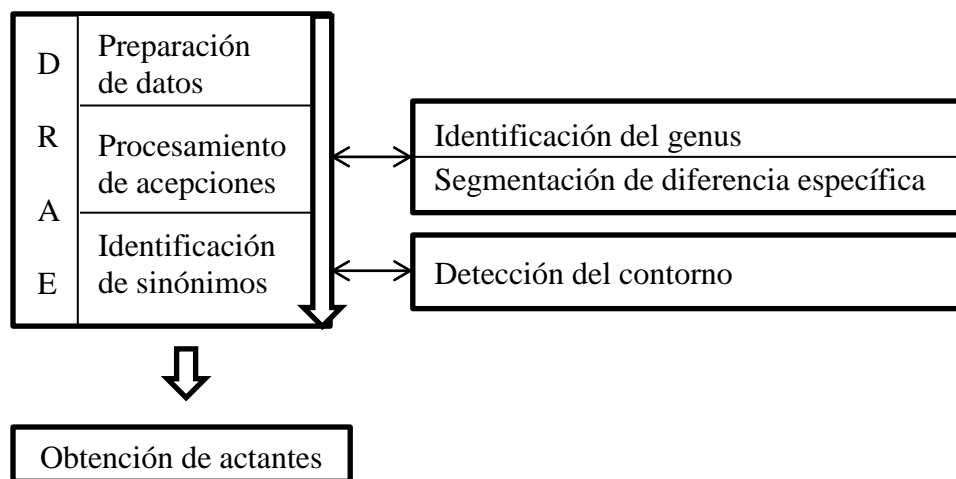 D
R
A
E
Preparación
de datos
Procesamiento
de acepciones
Identificación
de sinónimos
Identificación del genus
Segmentación de diferencia específica
Detección del contorno
Obtención de actantes